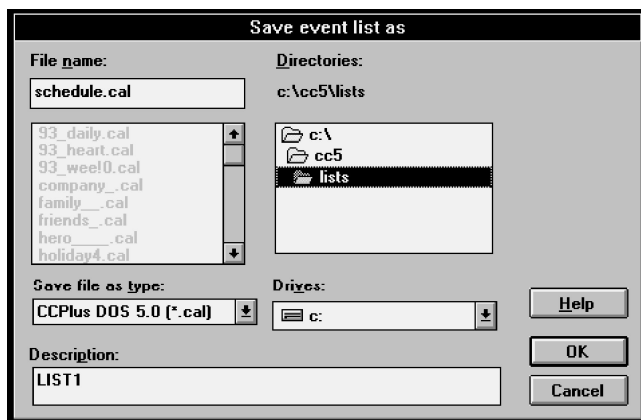 Save event list as
File name:
schedule.cal
93_daily.cal
93_heart.cal
93_wee!0.cal
company_.cal
family__.cal
friends_.cal
hero____.cal
holiday4.cal
Save file as type:
CCPlus DOS 5.0 (*.cal)
Directories:
c:\cc5\lists
c:\
cc5
lists
Drives:
c:
Description:
LIST1
Help
OK
Cancel